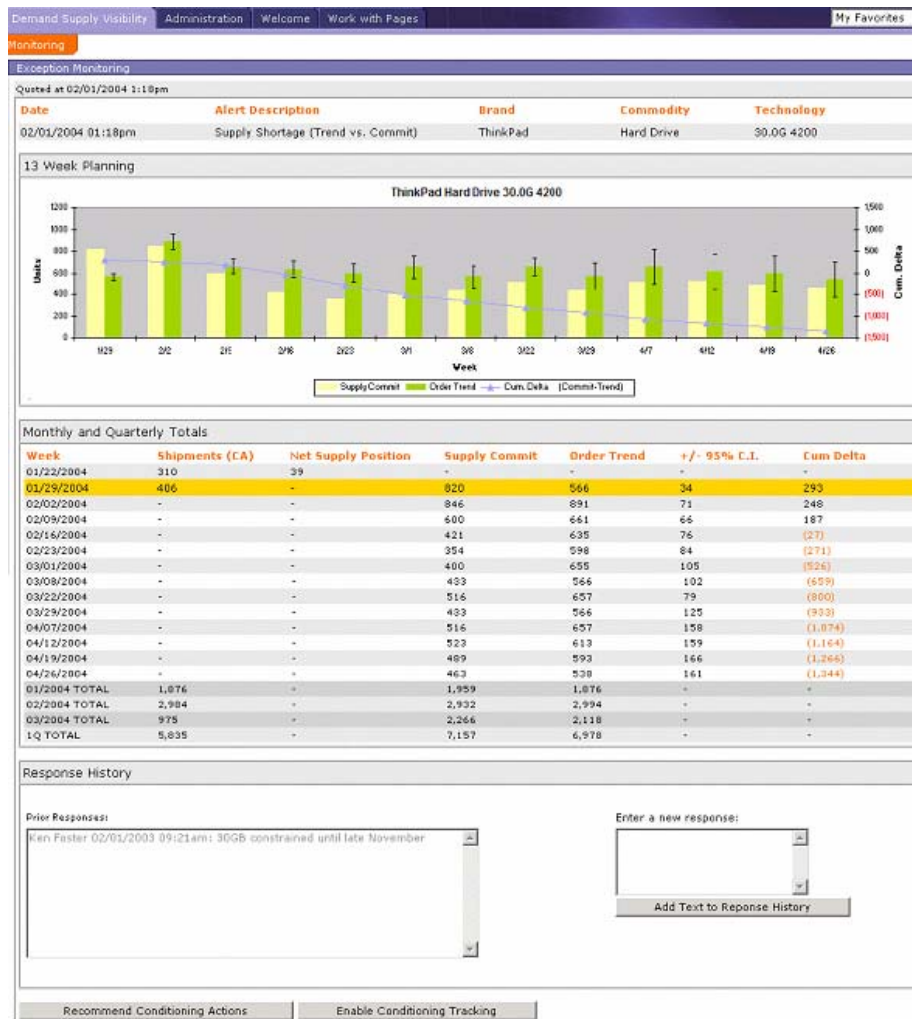 Demand Supply Visibility Administration Welcome Work with Pages My Favorites
Monitoring
Exception Monitoring
Quoted at 02/01/2004 1:18pm
Date Alert Description Brand Commodity Technology
02/01/2004 01:18pm Supply Shortage (Trend vs. Commit) ThinkPad Hard Drive 30.0G 4200
13 Week Planning
ThinkPad Hard Drive 30.0G 4200
1200 1,500
1000 1,000
800 500
600 0
400 (500)
200 (1,000)
0 (1,500)
Units
Cum. Delta
1/29 2/2 2/5 2/16 2/23 3/1 3/8 3/22 3/29 4/7 4/12 4/19 4/26
Week
Supply Commit Order Trend Cum. Delta (Commit-Trend)
Monthly and Quarterly Totals
Week Shipments (CA) Net Supply Position Supply Commit Order Trend +/- 95% C.I. Cum Delta
01/22/2004 310 39 - - - -
01/29/2004 406 - 820 566 34 293
02/02/2004 - - 846 891 71 248
02/09/2004 - - 600 661 66 187
02/16/2004 - - 421 635 76 (27)
02/23/2004 - - 354 598 84 (271)
03/01/2004 - - 400 655 105 (526)
03/08/2004 - - 433 566 102 (659)
03/22/2004 - - 516 657 79 (800)
03/29/2004 - - 433 566 125 (933)
04/07/2004 - - 516 657 158 (1,074)
04/12/2004 - - 523 613 159 (1,164)
04/19/2004 - - 489 593 166 (1,266)
04/26/2004 - - 463 538 161 (1,344)
01/2004 TOTAL 1,876 - 1,959 1,876 - -
02/2004 TOTAL 2,984 - 2,932 2,994 - -
03/2004 TOTAL 975 - 2,266 2,118 - -
1Q TOTAL 5,835 - 7,157 6,978 - -
Response History
Prior Responses: Enter a new response:
Ken Foster 02/01/2003 09:21am: 30GB constrained until late November
Add Text to Reponse History
Recommend Conditioning Actions Enable Conditioning Tracking